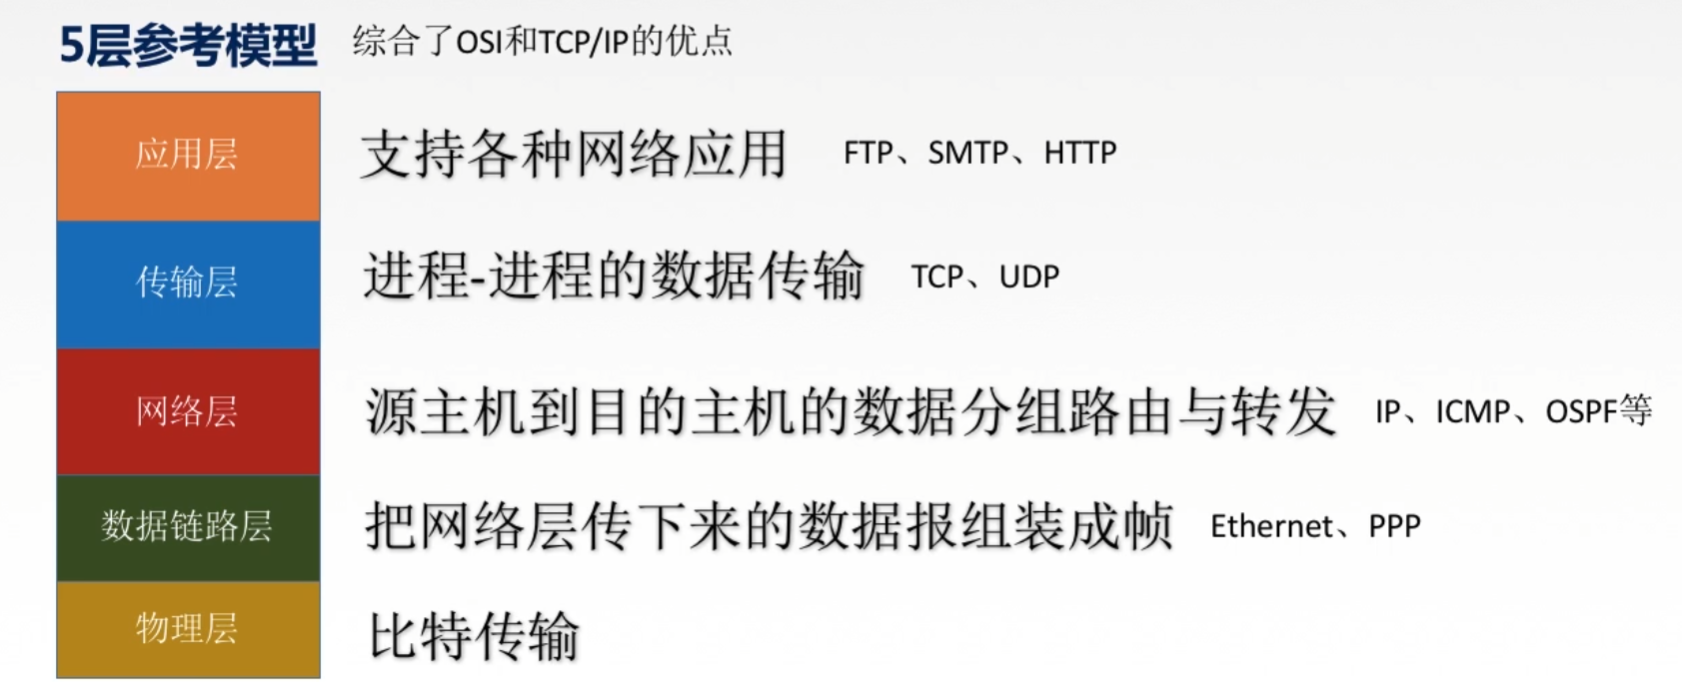 5层参考模型 综合了OSI和TCP/IP的优点
应用层 支持各种网络应用 FTP、SMTP、HTTP
传输层 进程-进程的数据传输 TCP、UDP
网络层 源主机到目的主机的数据分组路由与转发 IP、ICMP、OSPF等
数据链路层 把网络层传下来的数据报组装成帧 Ethernet、PPP
物理层 比特传输